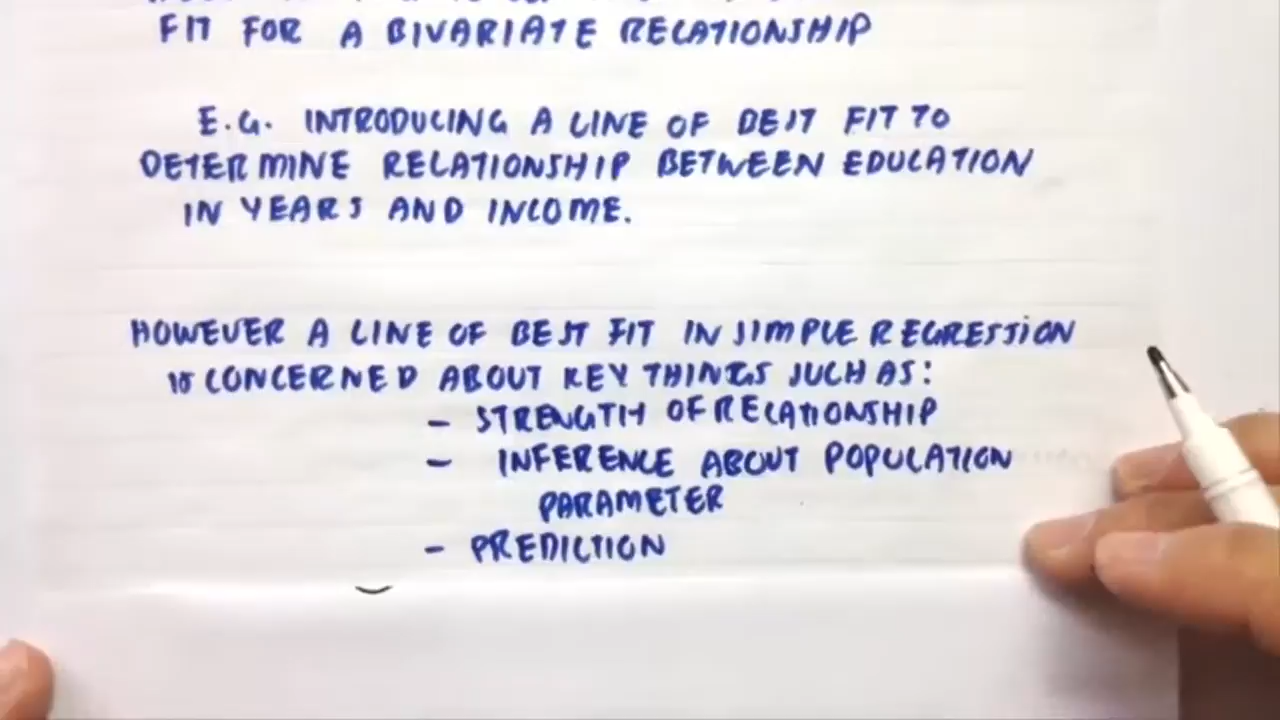 FIT FOR A BIVARIATE RELATIONSHIP
E.G. INTRODUCING A LINE OF BEST FIT TO
DETERMINE RELATIONSHIP BETWEEN EDUCATION
IN YEARS AND INCOME.
HOWEVER A LINE OF BEST FIT IN SIMPLE REGRESSION
IS CONCERNED ABOUT KEY THINGS SUCH AS:
- STRENGTH OF RELATIONSHIP
- INFERENCE ABOUT POPULATION
PARAMETER
- PREDICTION